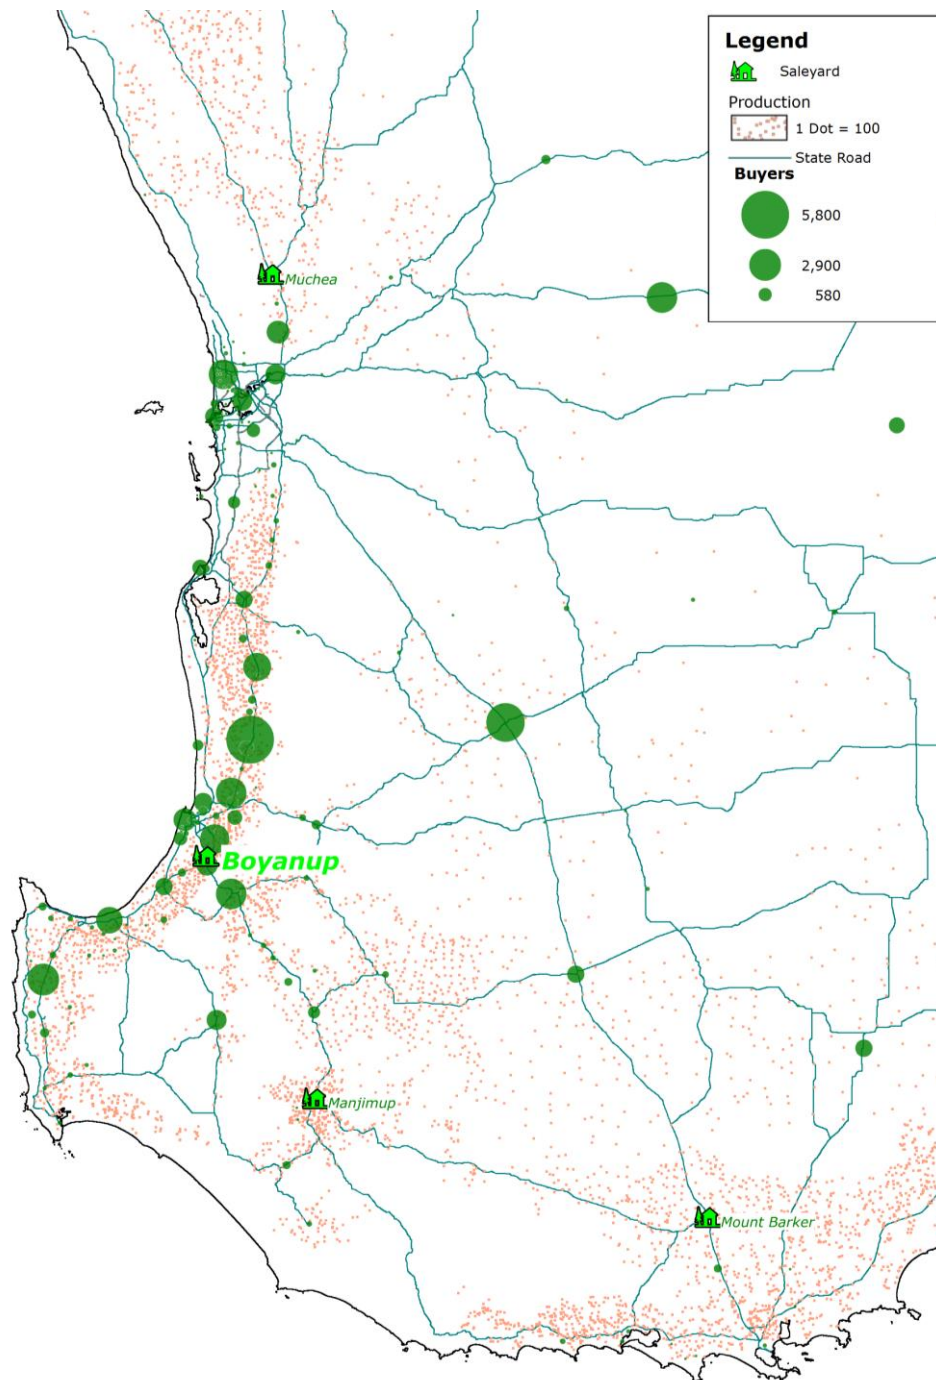 Legend
Saleyard
Production
1 Dot = 100
State Road
Buyers
5,800
2,900
580
Muchea
Boyanup
Manjimup
Mount Barker